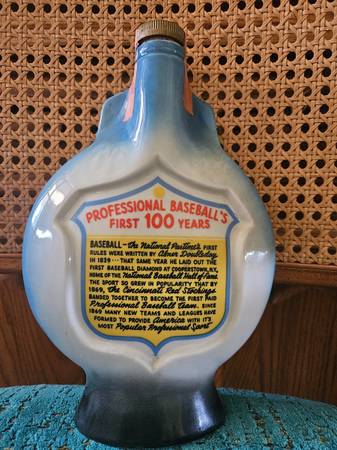 PROFESSIONAL BASEBALL'S
FIRST 100 YEARS
BASEBALL - the National Pastime's FIRST
RULES WERE WRITTEN BY Abner Doubleday
IN 1839 ··· THAT SAME YEAR HE LAID OUT THE
FIRST BASEBALL DIAMOND AT COOPERSTOWN, N.Y.
HOME OF THE National Baseball Hall of Fame.
THE SPORT SO GREW IN POPULARITY THAT BY
1869, The Cincinnati Red Stockings
BANDED TOGETHER TO BECOME THE FIRST PAID
Professional Baseball Team. SINCE
1869 MANY NEW TEAMS AND LEAGUES HAVE
FORMED TO PROVIDE America WITH IT'S
MOST Popular Professional Sport